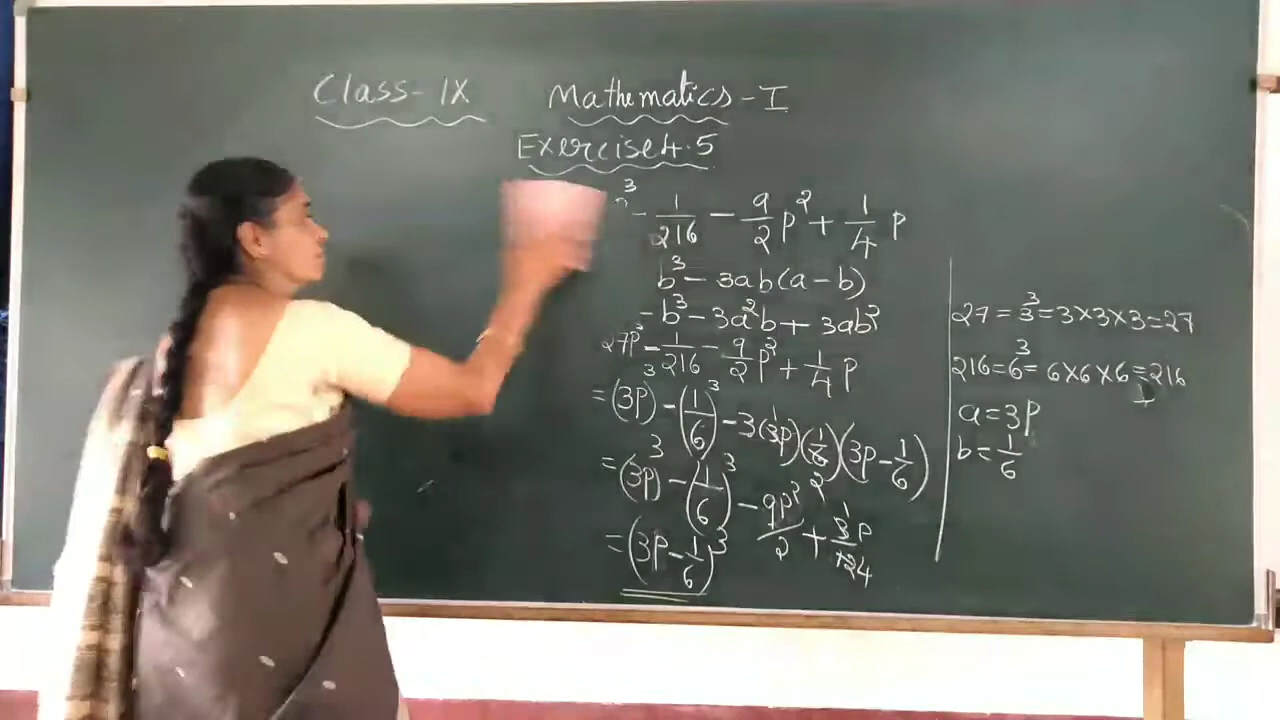 Class-IX Mathematics-I
Exercise 4.5
³ - 1/216 - 9/2 p² + 1/4 p
b³ - 3ab(a-b)
- b³ - 3a²b + 3ab²
27p³ - 1/216 - 9/2 p² + 1/4 p
= (3p)³ - (1/6)³ - 3(3p)(1/6)(3p - 1/6)
= (3p)³ - (1/6)³ - 9p²/2 + 3p/124
= (3p - 1/6)³
27 = 3³ = 3×3×3 = 27
216 = 6³ = 6×6×6 = 216
a = 3p
b = 1/6